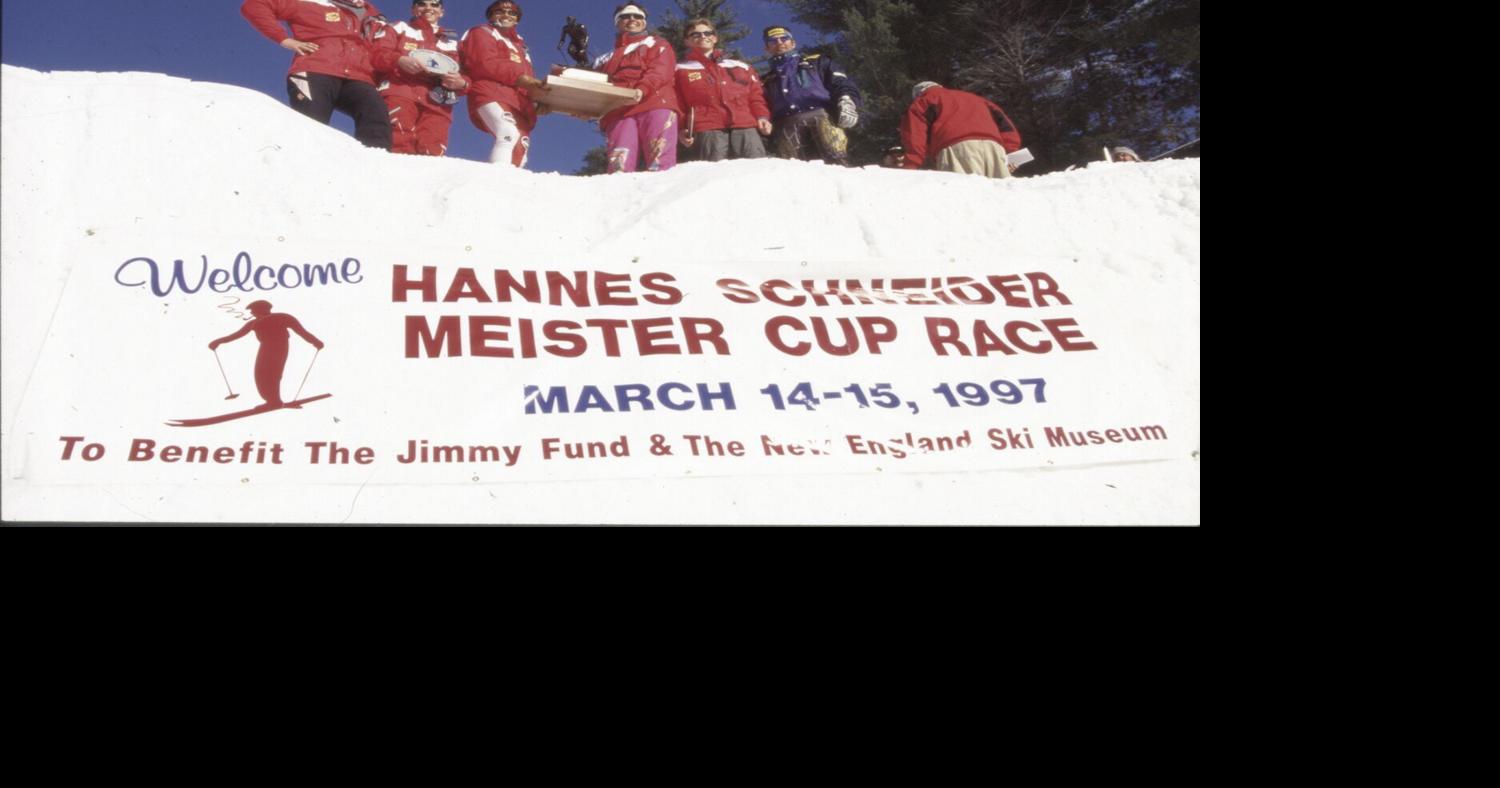 Welcome
HANNES SCHNEIDER
MEISTER CUP RACE
MARCH 14-15, 1997
To Benefit The Jimmy Fund & The New England Ski Museum